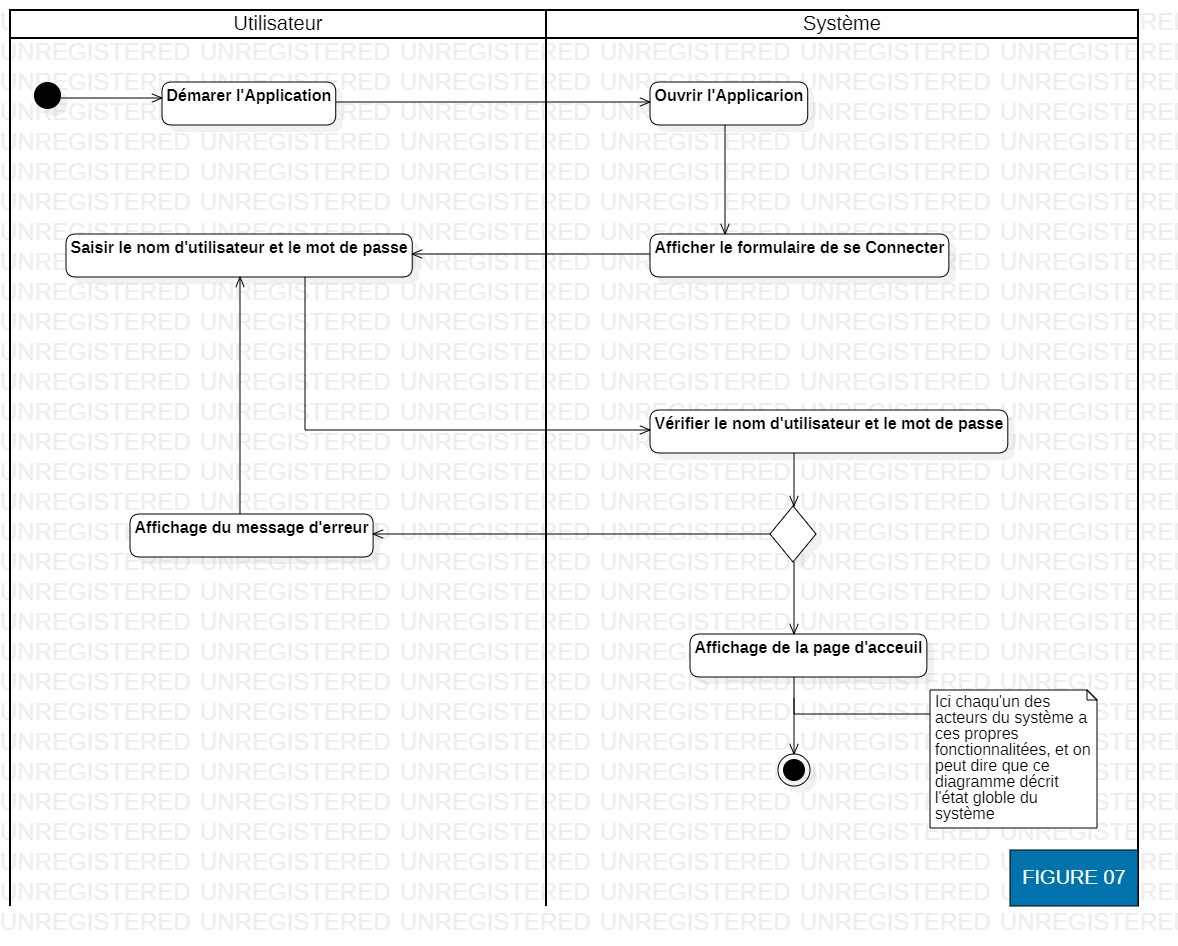 Utilisateur
Système
Démarer l'Application
Ouvrir l'Applicarion
Saisir le nom d'utilisateur et le mot de passe
Afficher le formulaire de se Connecter
Vérifier le nom d'utilisateur et le mot de passe
Affichage du message d'erreur
Affichage de la page d'acceuil
Ici chaqu'un des
acteurs du système a
ces propres
fonctionnalitées, et on
peut dire que ce
diagramme décrit
l'état globle du
système
FIGURE 07
UNREGISTERED